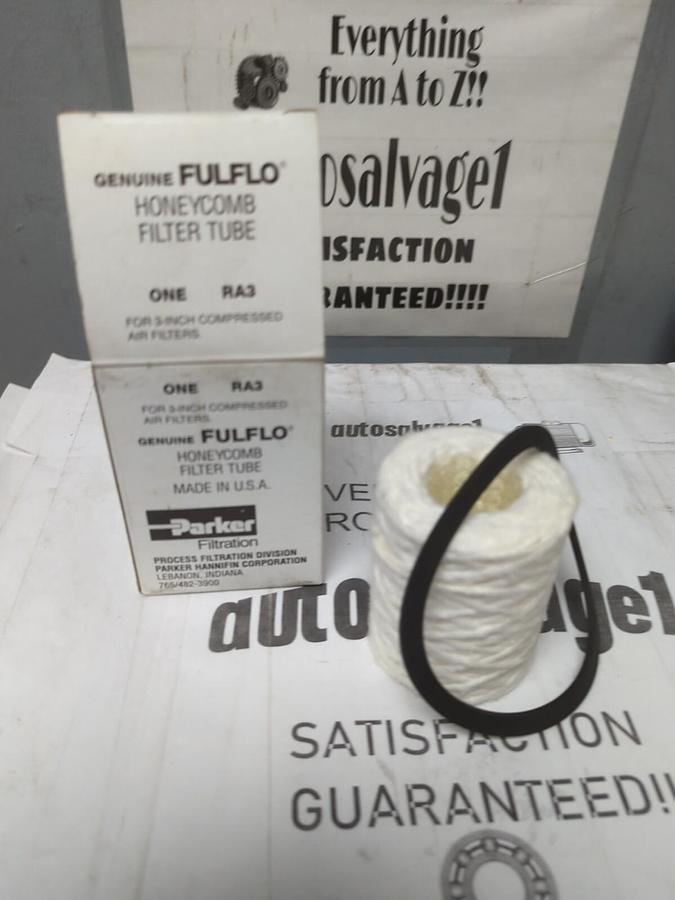 Everything
from A to Z!!
osalvage1
ISFACTION
RANTEED!!!!
GENUINE FULFLO®
HONEYCOMB
FILTER TUBE
ONE RA3
FOR 3-INCH COMPRESSED
AIR FILTERS.
ONE RA3
FOR 3-INCH COMPRESSED
AIR FILTERS.
GENUINE FULFLO®
HONEYCOMB
FILTER TUBE
MADE IN U.S.A.
Parker
Filtration
PROCESS FILTRATION DIVISION
PARKER HANNIFIN CORPORATION
LEBANON, INDIANA
765/482-3900
autosalvage1
VE
RO
auto age1
SATISFACTION
GUARANTEED!!